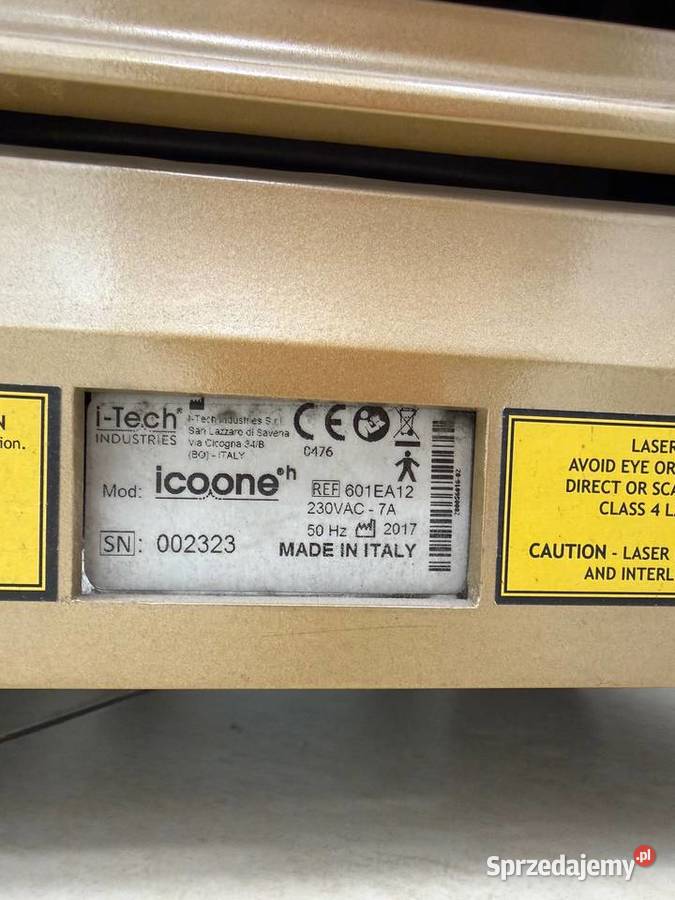 N
ion.
i-Tech®
INDUSTRIES
i-Tech Industries S.r.l
San Lazzaro di Savena
Via Cicogna 34/B
(BO) - ITALY
CE
0476
Mod: icoone®h
REF 601EA12
230VAC - 7A
50 Hz 2017
SN: 002323
MADE IN ITALY
LASER
AVOID EYE OR
DIRECT OR SCA
CLASS 4 L
CAUTION - LASER
AND INTERL
Sprzedajemy.pl